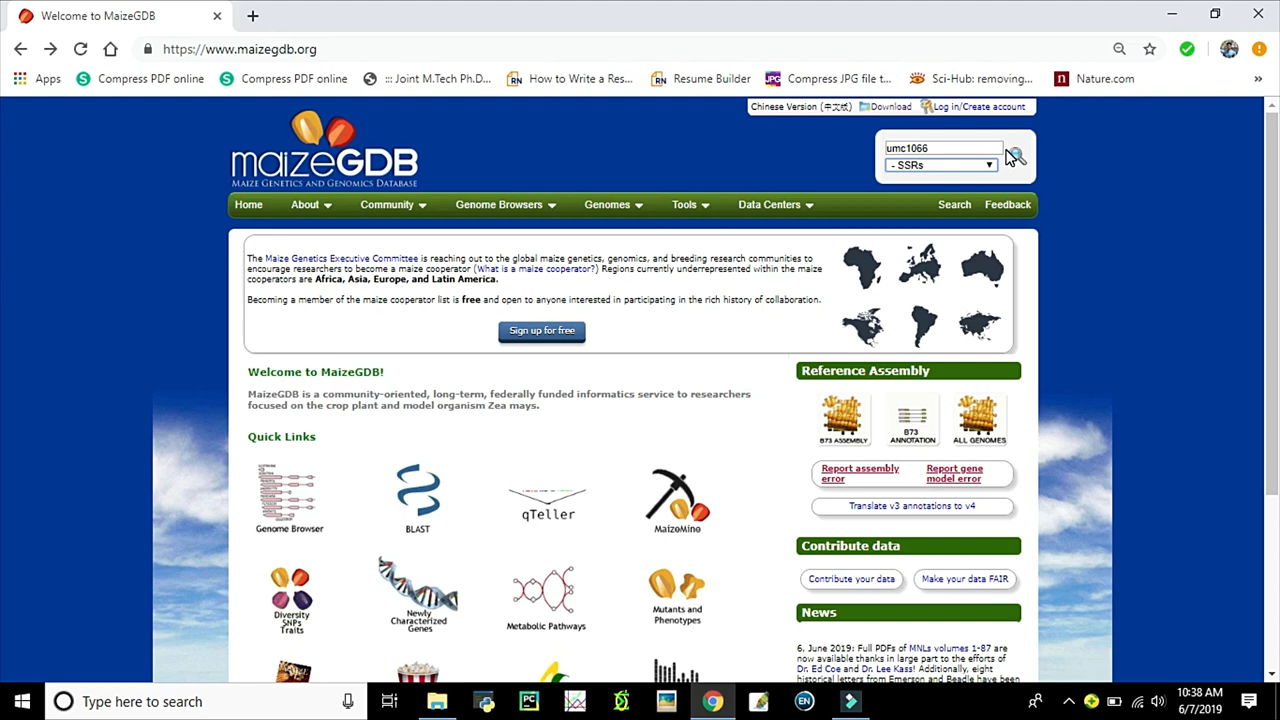 Welcome to MaizeGDB
https://www.maizegdb.org
Apps
Compress PDF online
Compress PDF online
::: Joint M.Tech Ph.D...
How to Write a Res...
Resume Builder
Compress JPG file t...
Sci-Hub: removing...
Nature.com
»
Chinese Version (中文版) Download Log in/Create account
maizeGDB
MAIZE GENETICS AND GENOMICS DATABASE
umc1066
- SSRs
Home About Community Genome Browsers Genomes Tools Data Centers Search Feedback
The Maize Genetics Executive Committee is reaching out to the global maize genetics, genomics, and breeding research communities to
encourage researchers to become a maize cooperator (What is a maize cooperator?) Regions currently underrepresented within the maize
cooperators are Africa, Asia, Europe, and Latin America.
Becoming a member of the maize cooperator list is free and open to anyone interested in participating in the rich history of collaboration.
Sign up for free
Welcome to MaizeGDB!
MaizeGDB is a community-oriented, long-term, federally funded informatics service to researchers
focused on the crop plant and model organism Zea mays.
Quick Links
Genome Browser
BLAST
qTeller
MaizeMine
Diversity
SNPs
Traits
Newly
Characterized
Genes
Metabolic Pathways
Mutants and
Phenotypes
Reference Assembly
B73 ASSEMBLY
B73
ANNOTATION
ALL GENOMES
Report assembly
error
Report gene
model error
Translate v3 annotations to v4
Contribute data
Contribute your data
Make your data FAIR
News
6. June 2019: Full PDFs of MNLs volumes 1-87 are
now available thanks in large part to the efforts of
Dr. Ed Coe and Dr. Lee Kass! Additionally, eight
historical letters from Emerson and Beadle have been
Type here to search
PC
EN
10:38 AM
6/7/2019